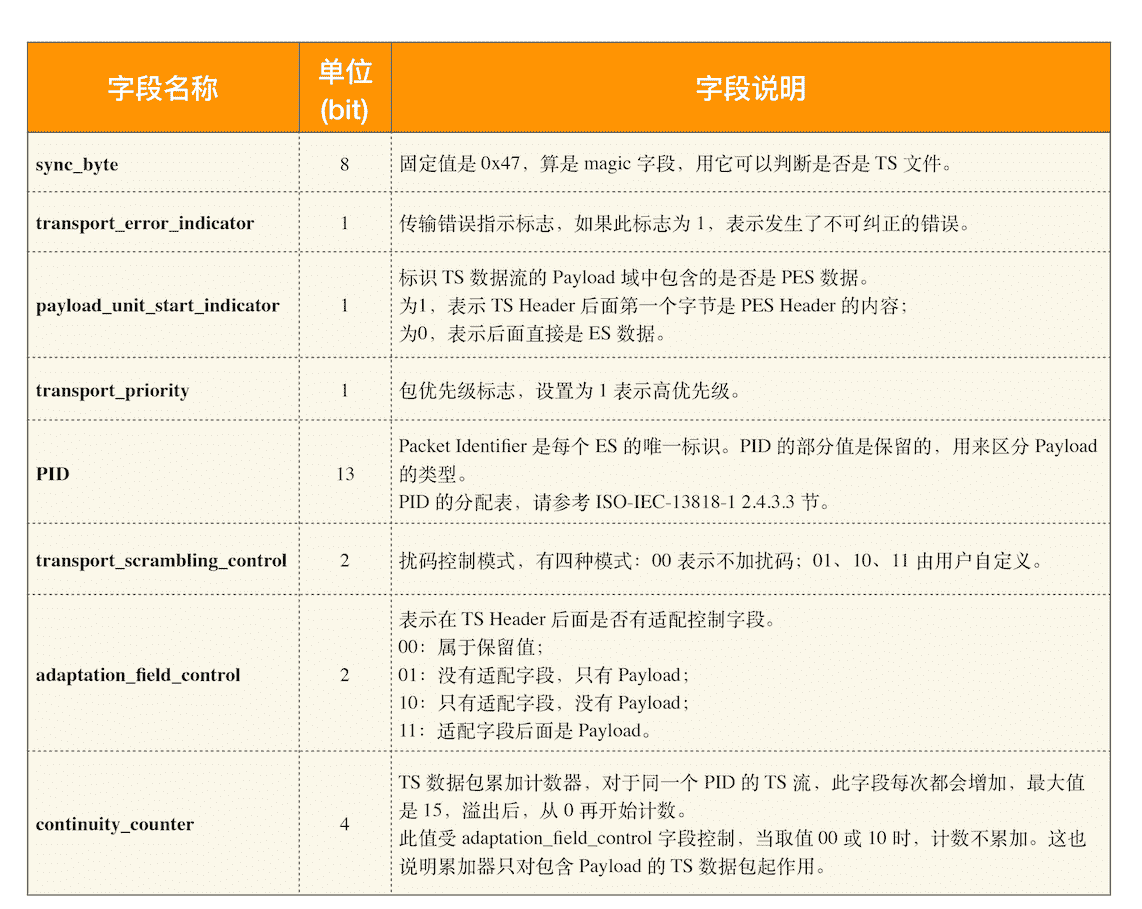 字段名称
单位
(bit)
字段说明
sync_byte
8
固定值是 0x47，算是 magic 字段，用它可以判断是否是 TS 文件。
transport_error_indicator
1
传输错误指示标志，如果此标志为 1，表示发生了不可纠正的错误。
payload_unit_start_indicator
1
标识 TS 数据流的 Payload 域中包含的是否是 PES 数据。
为1，表示 TS Header 后面第一个字节是 PES Header 的内容；
为0，表示后面直接是 ES 数据。
transport_priority
1
包优先级标志，设置为 1 表示高优先级。
PID
13
Packet Identifier 是每个 ES 的唯一标识。PID 的部分值是保留的，用来区分 Payload
的类型。
PID 的分配表，请参考 ISO-IEC-13818-1 2.4.3.3 节。
transport_scrambling_control
2
扰码控制模式，有四种模式：00 表示不加扰码；01、10、11 由用户自定义。
adaptation_field_control
2
表示在 TS Header 后面是否有适配控制字段。
00：属于保留值；
01：没有适配字段，只有 Payload；
10：只有适配字段，没有 Payload；
11：适配字段后面是 Payload。
continuity_counter
4
TS 数据包累加计数器，对于同一个 PID 的 TS 流，此字段每次都会增加，最大值
是 15，溢出后，从 0 再开始计数。
此值受 adaptation_field_control 字段控制，当取值 00 或 10 时，计数不累加。这也
说明累加器只对包含 Payload 的 TS 数据包起作用。